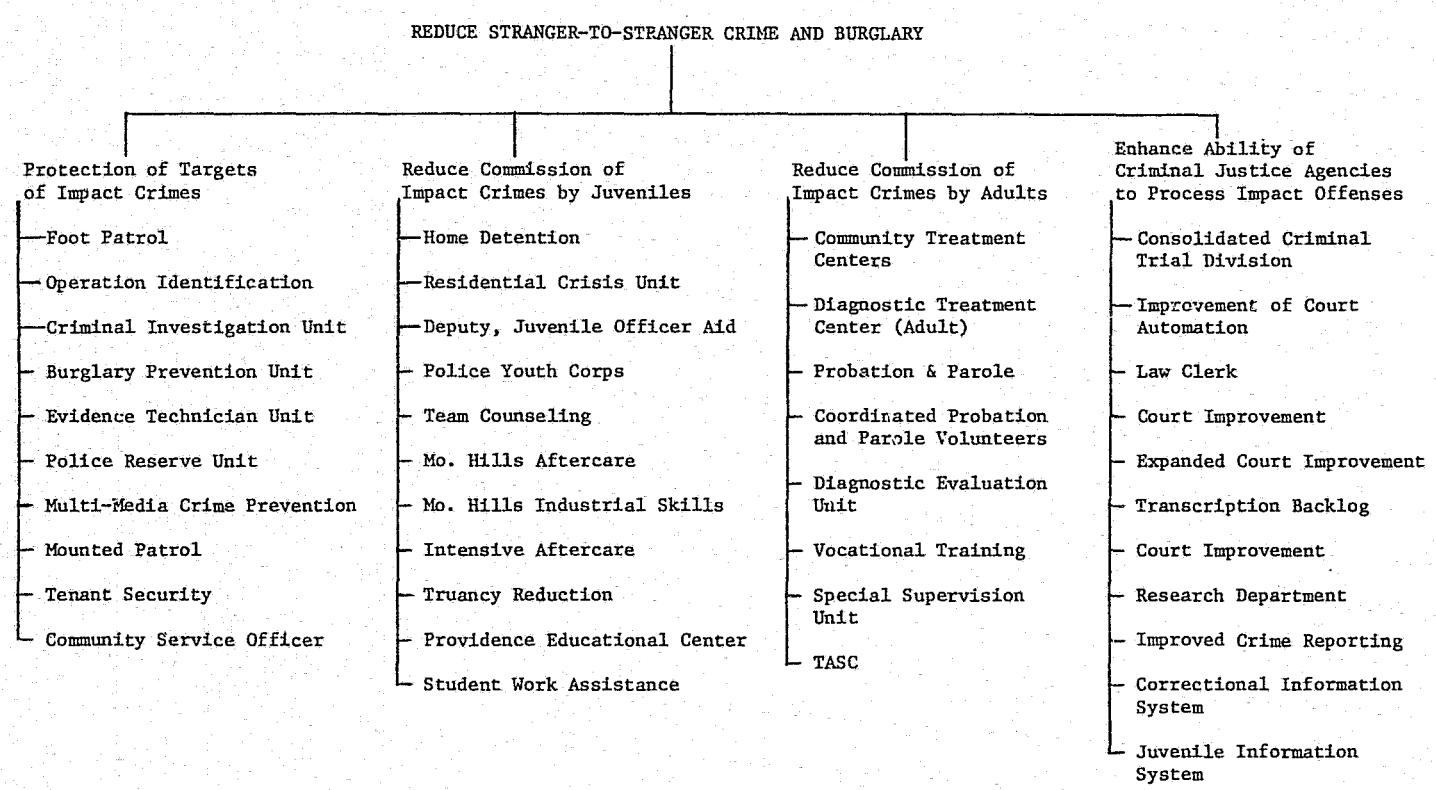 REDUCE STRANGER-TO-STRANGER CRIME AND BURGLARY
Protection of Targets
of Impact Crimes
Foot Patrol
Operation Identification
Criminal Investigation Unit
Burglary Prevention Unit
Evidence Technician Unit
Police Reserve Unit
Multi-Media Crime Prevention
Mounted Patrol
Tenant Security
Community Service Officer
Reduce Commission of
Impact Crimes by Juveniles
Home Detention
Residential Crisis Unit
Deputy, Juvenile Officer Aid
Police Youth Corps
Team Counseling
Mo. Hills Aftercare
Mo. Hills Industrial Skills
Intensive Aftercare
Truancy Reduction
Providence Educational Center
Student Work Assistance
Reduce Commission of
Impact Crimes by Adults
Community Treatment
Centers
Diagnostic Treatment
Center (Adult)
Probation & Parole
Coordinated Probation
and Parole Volunteers
Diagnostic Evaluation
Unit
Vocational Training
Special Supervision
Unit
TASC
Enhance Ability of
Criminal Justice Agencies
to Process Impact Offenses
Consolidated Criminal
Trial Division
Improvement of Court
Automation
Law Clerk
Court Improvement
Expanded Court Improvement
Transcription Backlog
Court Improvement
Research Department
Improved Crime Reporting
Correctional Information
System
Juvenile Information
System